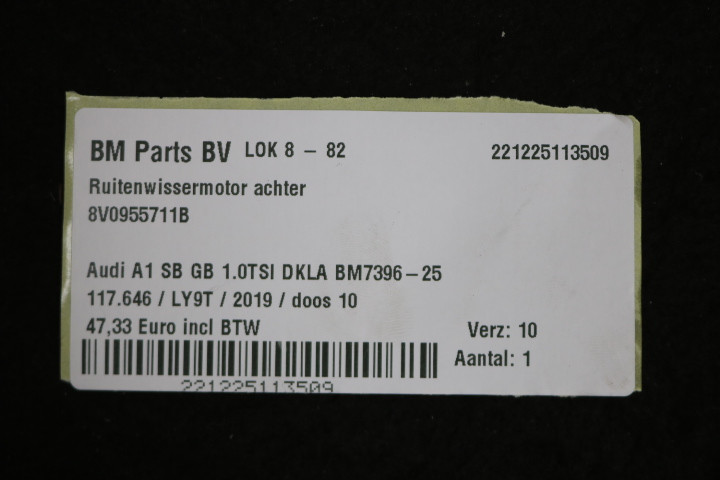 BM Parts BV LOK 8 - 82 221225113509
Ruitenwissermotor achter
8V0955711B
Audi A1 SB GB 1.0TSI DKLA BM7396-25
117.646 / LY9T / 2019 / doos 10
47,33 Euro incl BTW Verz: 10
Aantal: 1
221225113509